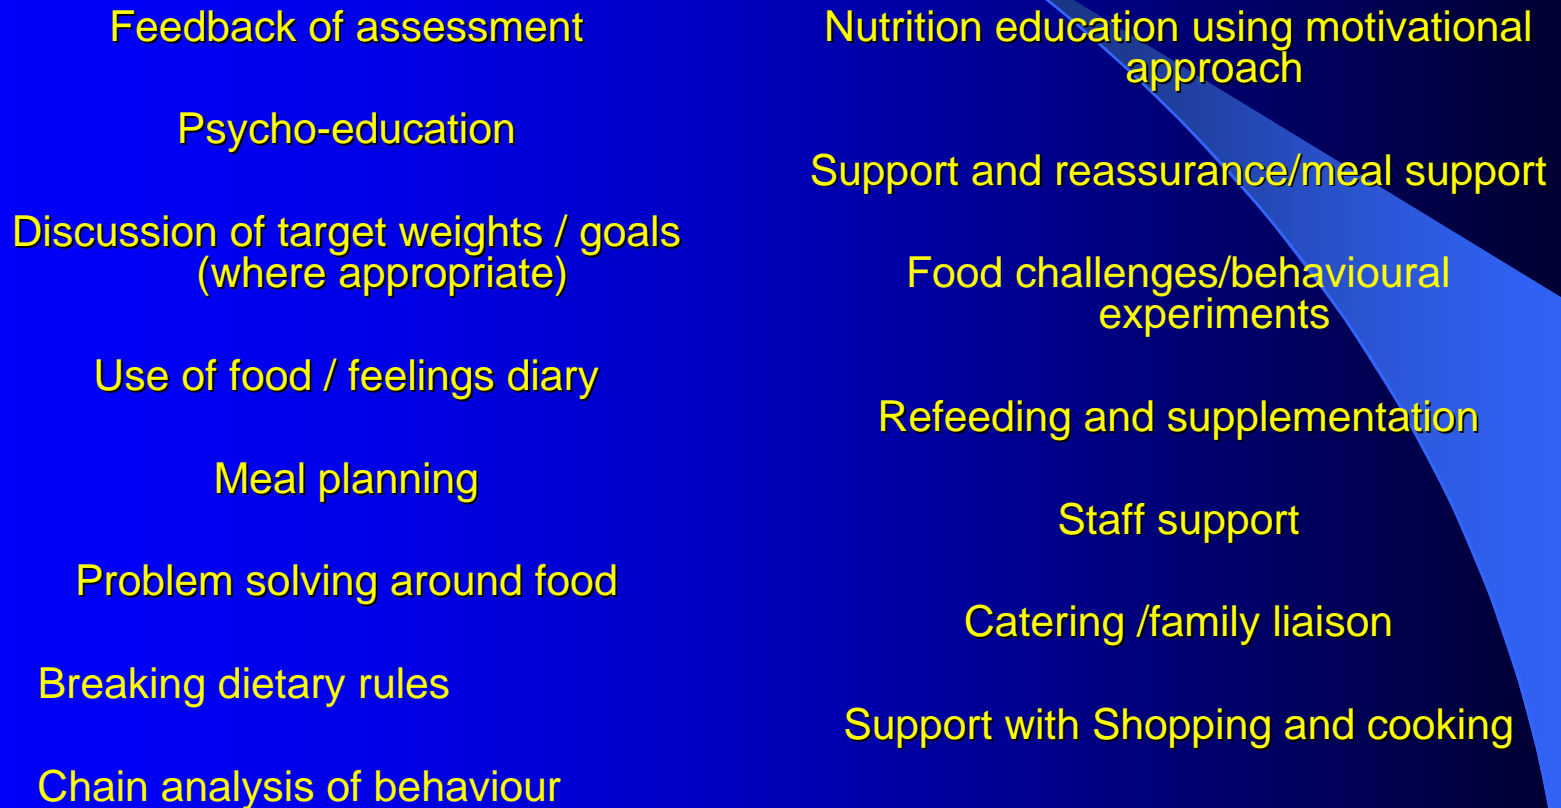 Feedback of assessment
Psycho-education
Discussion of target weights / goals
(where appropriate)
Use of food / feelings diary
Meal planning
Problem solving around food
Breaking dietary rules
Chain analysis of behaviour
Nutrition education using motivational
approach
Support and reassurance/meal support
Food challenges/behavioural
experiments
Refeeding and supplementation
Staff support
Catering /family liaison
Support with Shopping and cooking